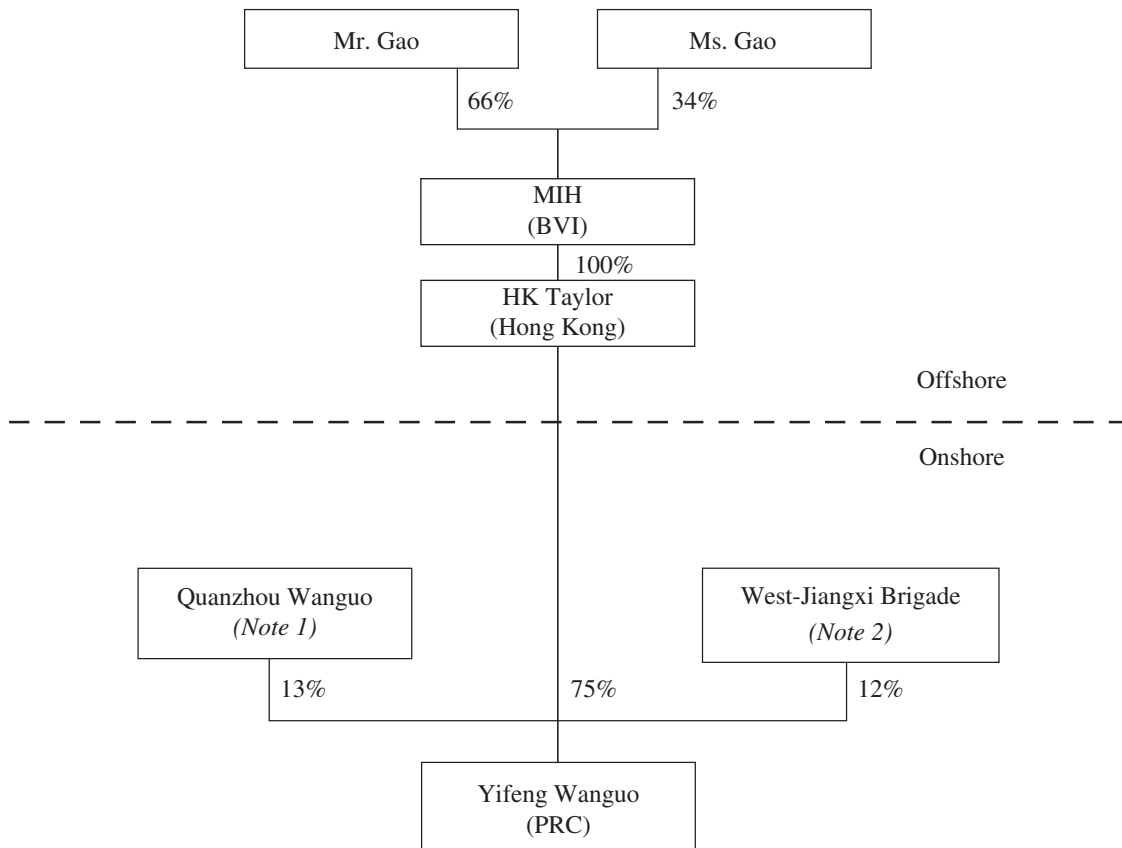 Mr. Gao
Ms. Gao
66%
34%
MIH
(BVI)
100%
HK Taylor
(Hong Kong)
Offshore
Onshore
Quanzhou Wanguo
(Note 1)
West-Jiangxi Brigade
(Note 2)
13%
75%
12%
Yifeng Wanguo
(PRC)